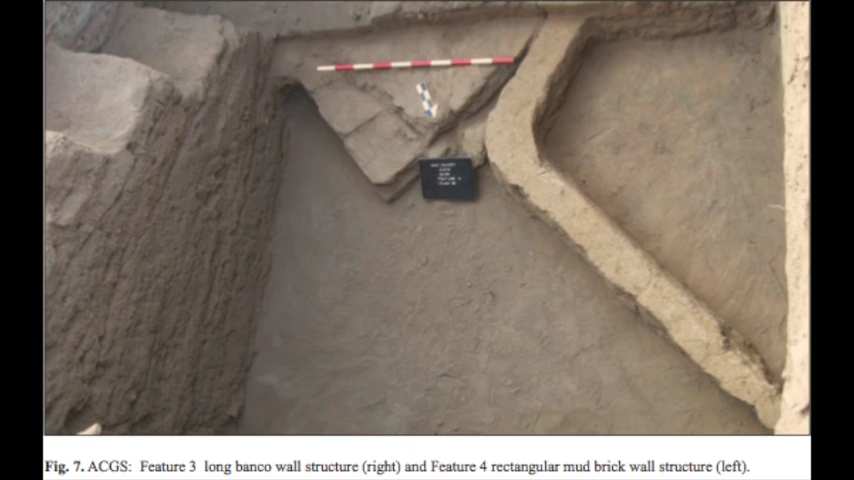 Fig. 7. ACGS: Feature 3 long banco wall structure (right) and Feature 4 rectangular mud brick wall structure (left).